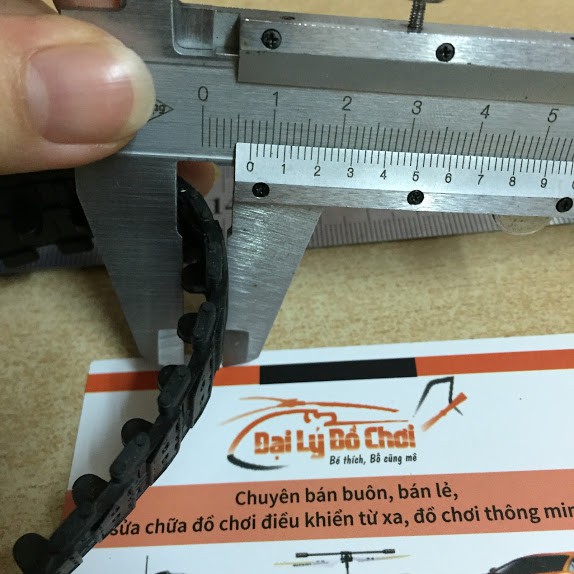 0 1 2 3 4 5
0 1 2 3 4 5 6 7 8 9
14
Đại Lý Đồ Chơi
Bé thích, Bố cũng mê
Chuyên bán buôn, bán lẻ,
sửa chữa đồ chơi điều khiển từ xa, đồ chơi thông min